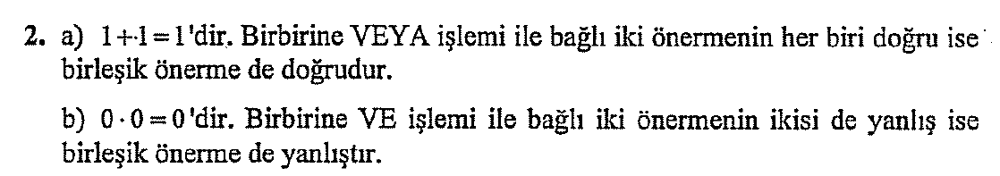 2. a) 1+1=1'dir. Birbirine VEYA işlemi ile bağlı iki önermenin her biri doğru ise
birleşik önerme de doğrudur.
b) 0·0=0'dir. Birbirine VE işlemi ile bağlı iki önermenin ikisi de yanlış ise
birleşik önerme de yanlıştır.